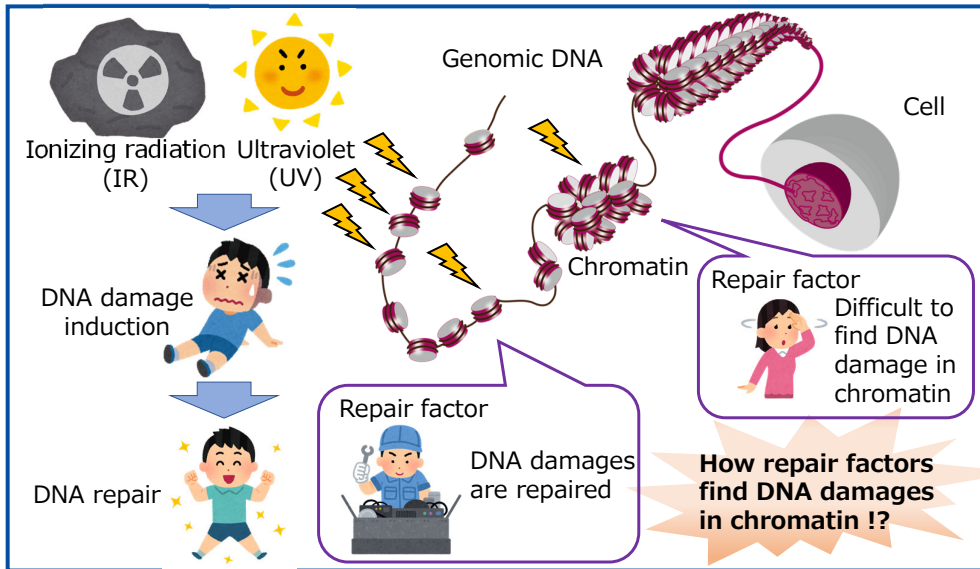 Ionizing radiation
(IR)
Ultraviolet
(UV)
Genomic DNA
Cell
Chromatin
DNA damage
induction
DNA repair
Repair factor
DNA damages
are repaired
Repair factor
Difficult to
find DNA
damage in
chromatin
How repair factors
find DNA damages
in chromatin !?